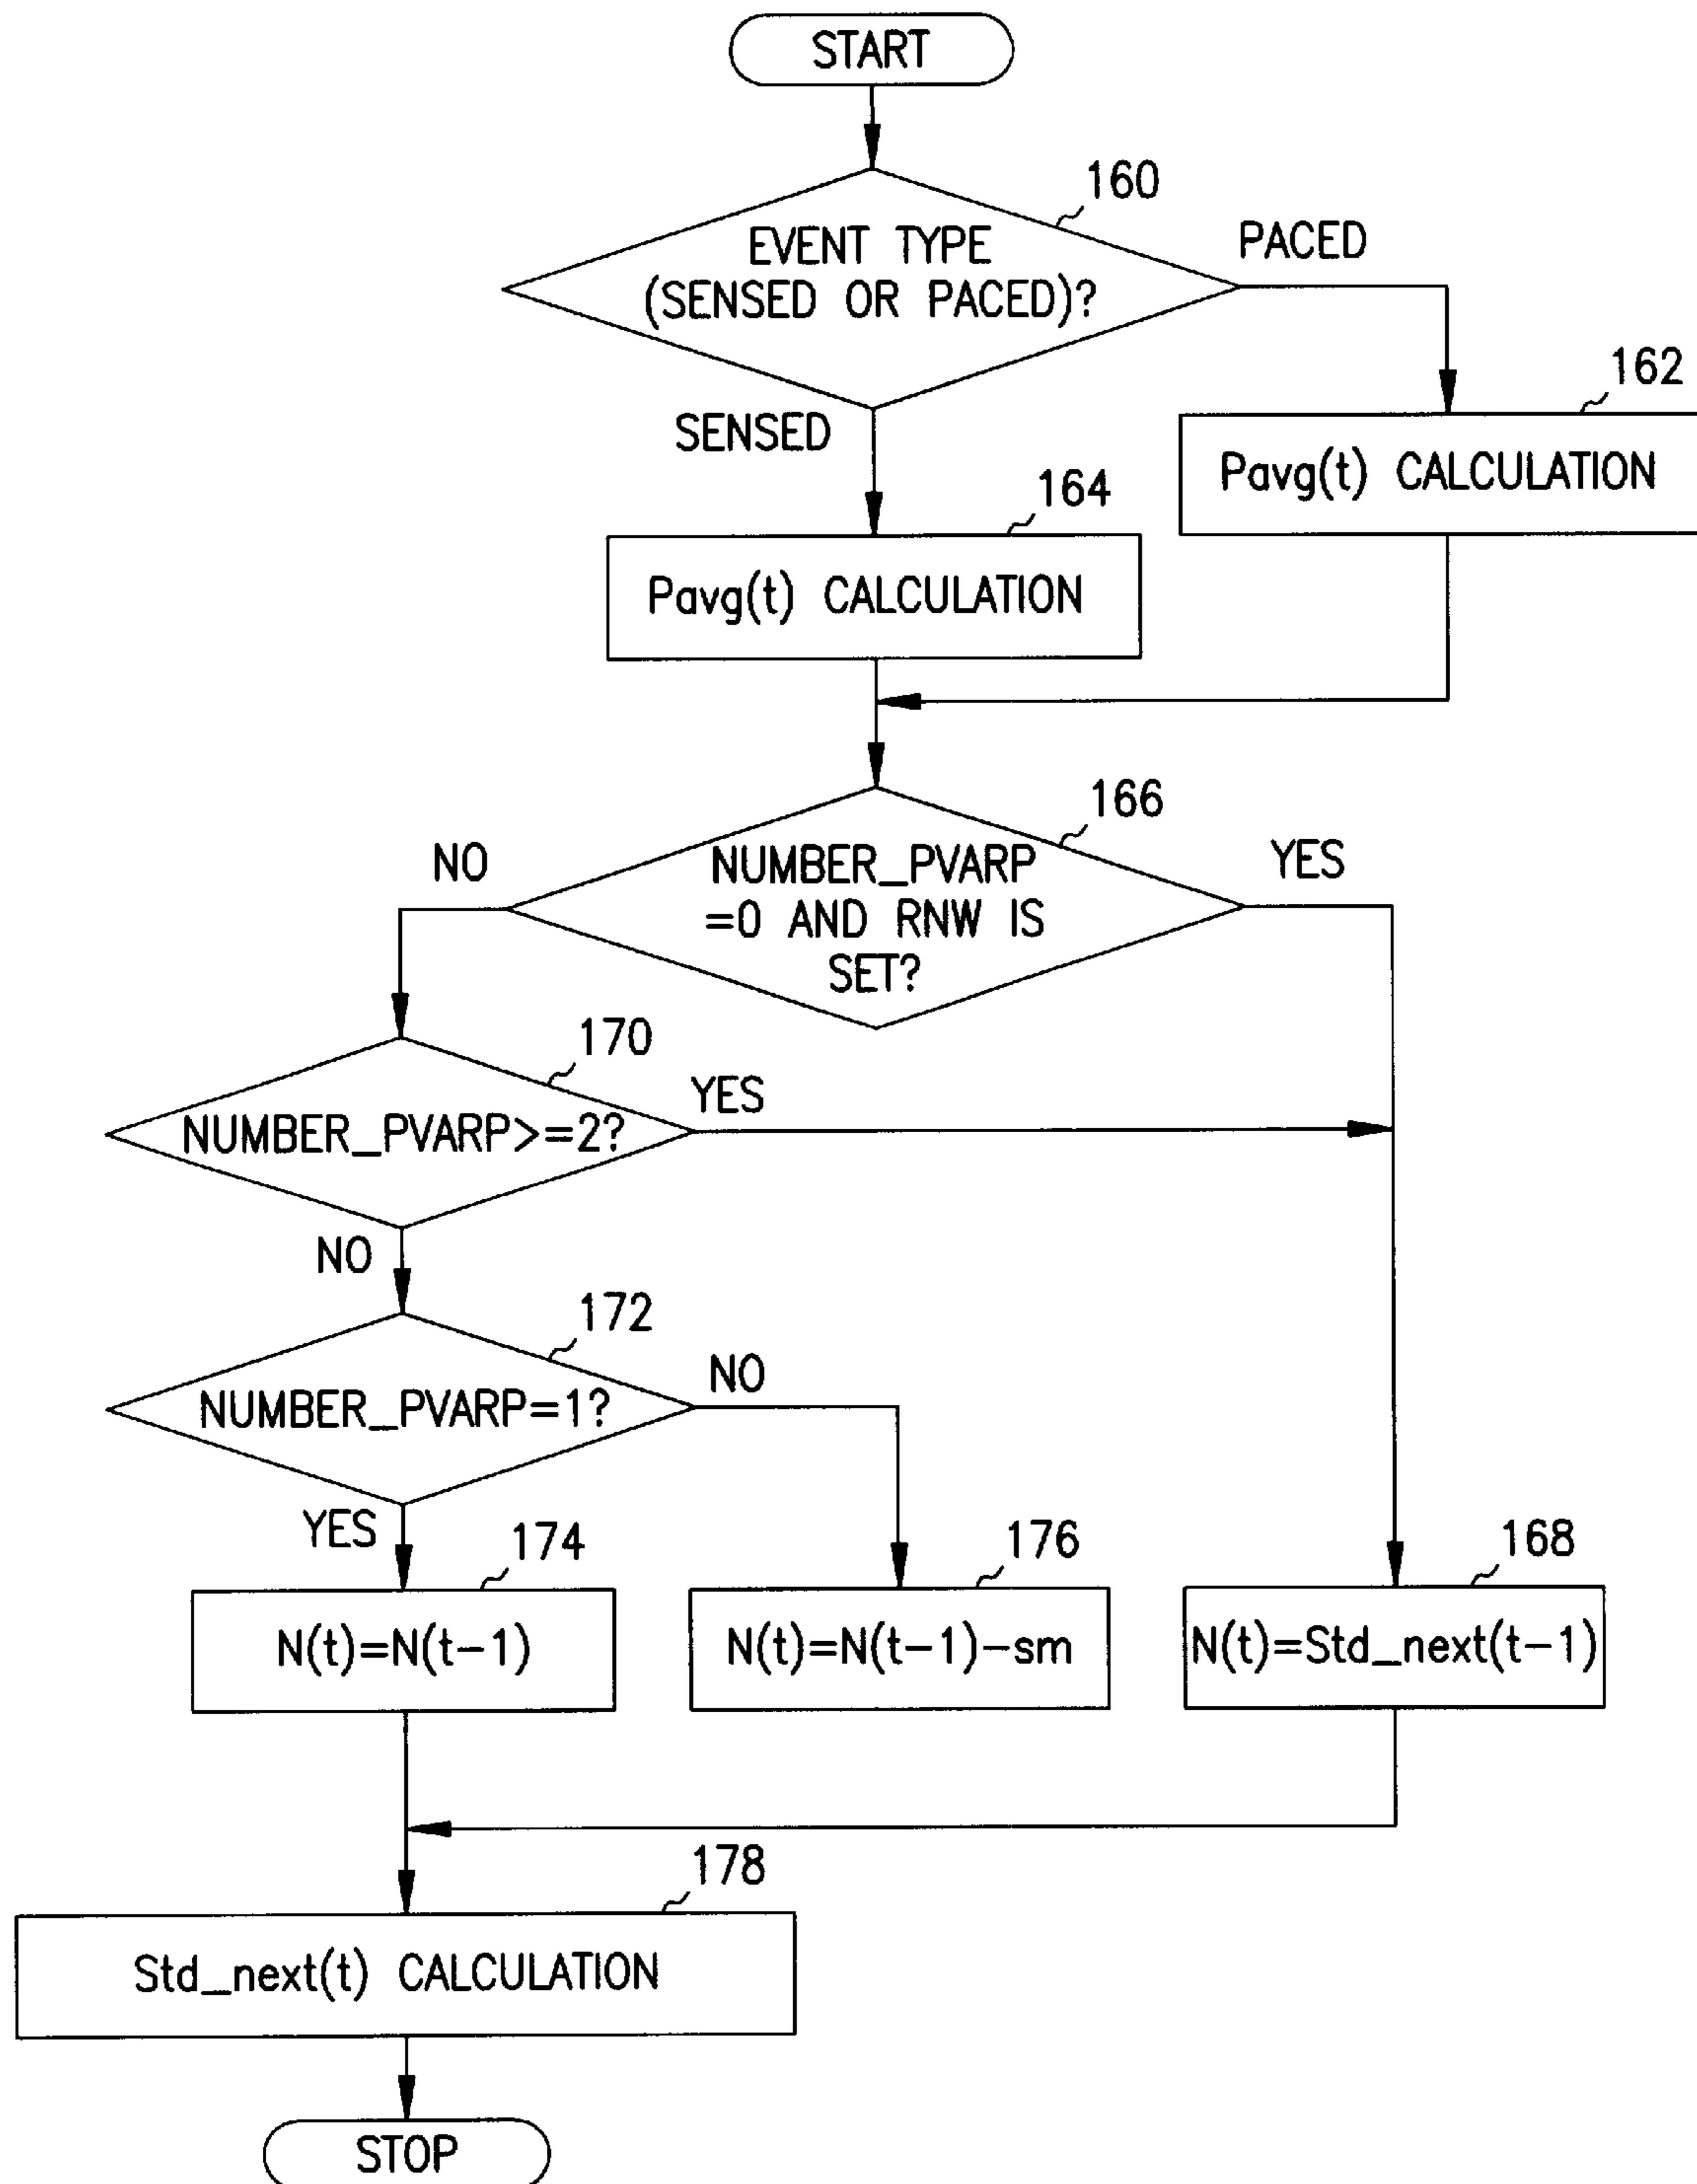 START
160
EVENT TYPE
(SENSED OR PACED)?
PACED
SENSED
162
Pavg(t) CALCULATION
164
Pavg(t) CALCULATION
166
NO
NUMBER_PVARP
=0 AND RNW IS
SET?
YES
170
NUMBER_PVARP>=2?
YES
NO
172
NUMBER_PVARP=1?
NO
YES
174
N(t)=N(t-1)
176
N(t)=N(t-1)-sm
168
N(t)=Std_next(t-1)
178
Std_next(t) CALCULATION
STOP